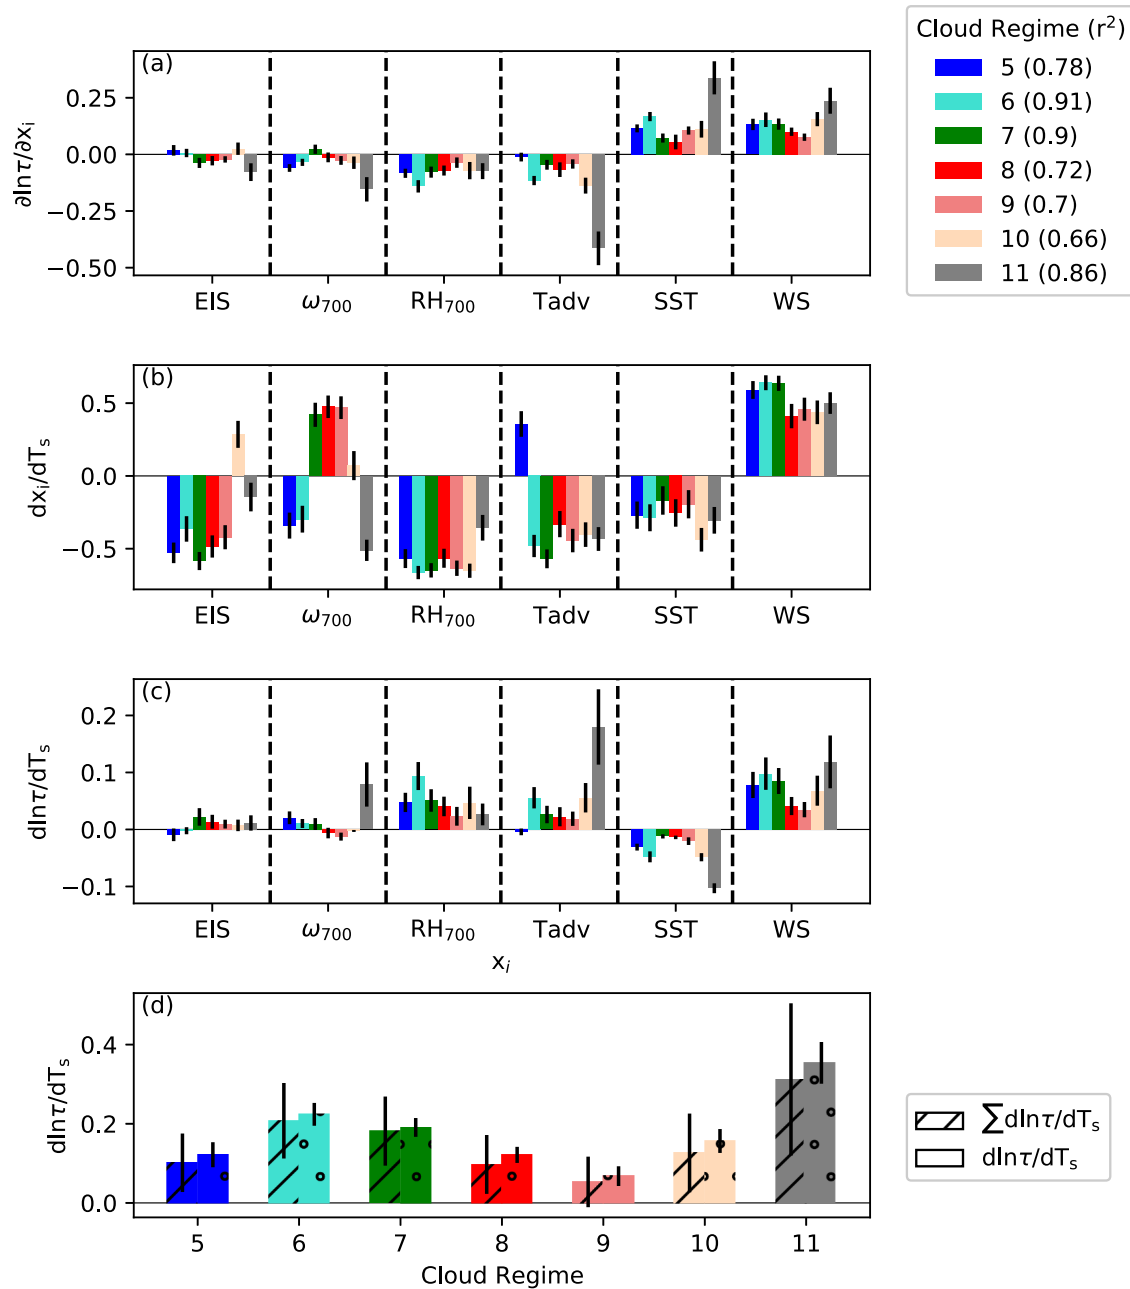 Cloud Regime (r²)
5 (0.78)
6 (0.91)
7 (0.9)
8 (0.72)
9 (0.7)
10 (0.66)
11 (0.86)
(a)
∂lnτ/∂xᵢ
0.25
0.00
−0.25
−0.50
EIS ω₇₀₀ RH₇₀₀ Tadv SST WS
(b)
dxᵢ/dTₛ
0.5
0.0
−0.5
EIS ω₇₀₀ RH₇₀₀ Tadv SST WS
(c)
dlnτ/dTₛ
0.2
0.1
0.0
−0.1
EIS ω₇₀₀ RH₇₀₀ Tadv SST WS
xᵢ
(d)
dlnτ/dTₛ
0.4
0.2
0.0
5 6 7 8 9 10 11
Cloud Regime
∑dlnτ/dTₛ
dlnτ/dTₛ